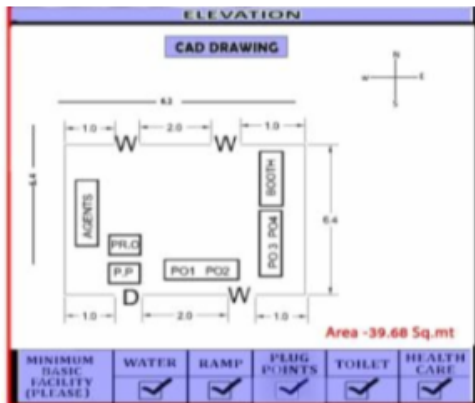 ELEVATION
CAD DRAWING
N
W E
S
6.2
1.0 2.0 1.0
W W
6.4
AGENTS
BOOTH
PO 3 PO4
6.4
PR.O
P.P
PO1 PO2
D W
1.0 2.0 1.0
Area -39.68 Sq.mt
MINIMUM BASIC FACILITY (PLEASE)
WATER
RAMP
PLUG POINTS
TOILET
HEALTH CARE